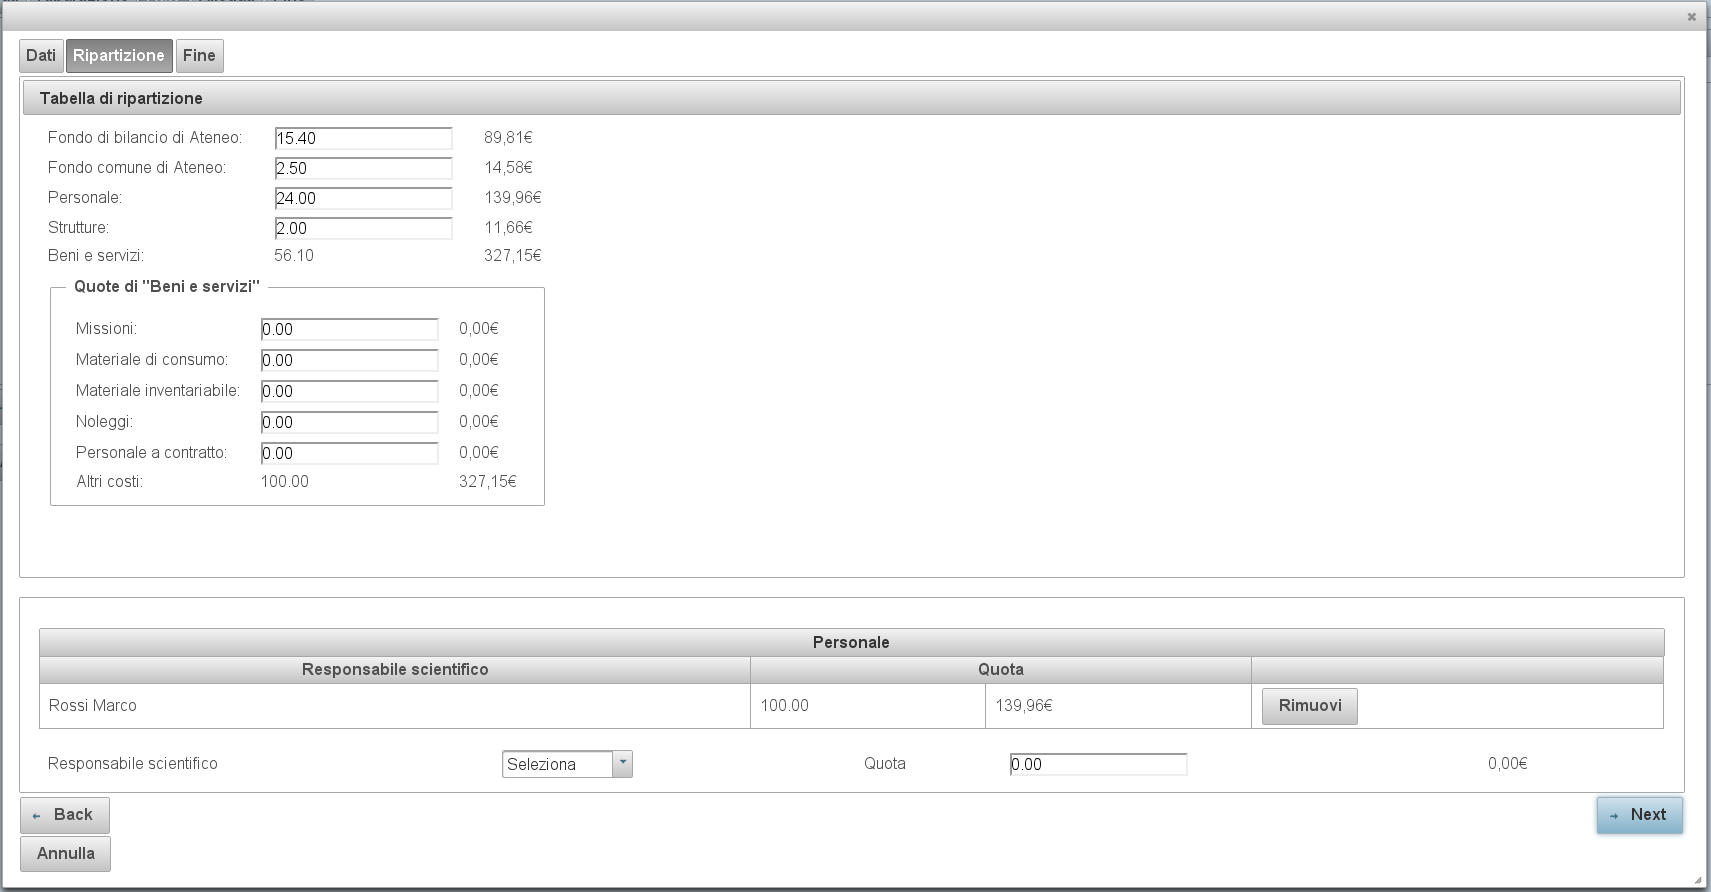 Dati Ripartizione Fine
Tabella di ripartizione
Fondo di bilancio di Ateneo: 15.40 89,81€
Fondo comune di Ateneo: 2.50 14,58€
Personale: 24.00 139,96€
Strutture: 2.00 11,66€
Beni e servizi: 56.10 327,15€
Quote di "Beni e servizi"
Missioni: 0.00 0,00€
Materiale di consumo: 0.00 0,00€
Materiale inventariabile: 0.00 0,00€
Noleggi: 0.00 0,00€
Personale a contratto: 0.00 0,00€
Altri costi: 100.00 327,15€
Personale
Responsabile scientifico Quota
Rossi Marco 100.00 139,96€ Rimuovi
Responsabile scientifico Seleziona Quota 0.00 0,00€
Back Next
Annulla